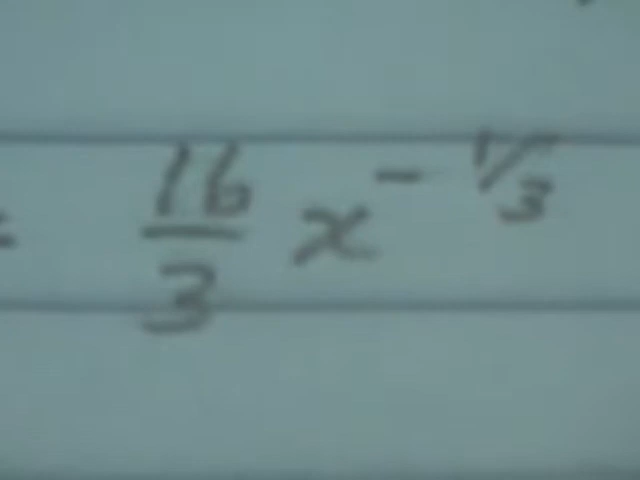 = 16/3 x^{-1/3}